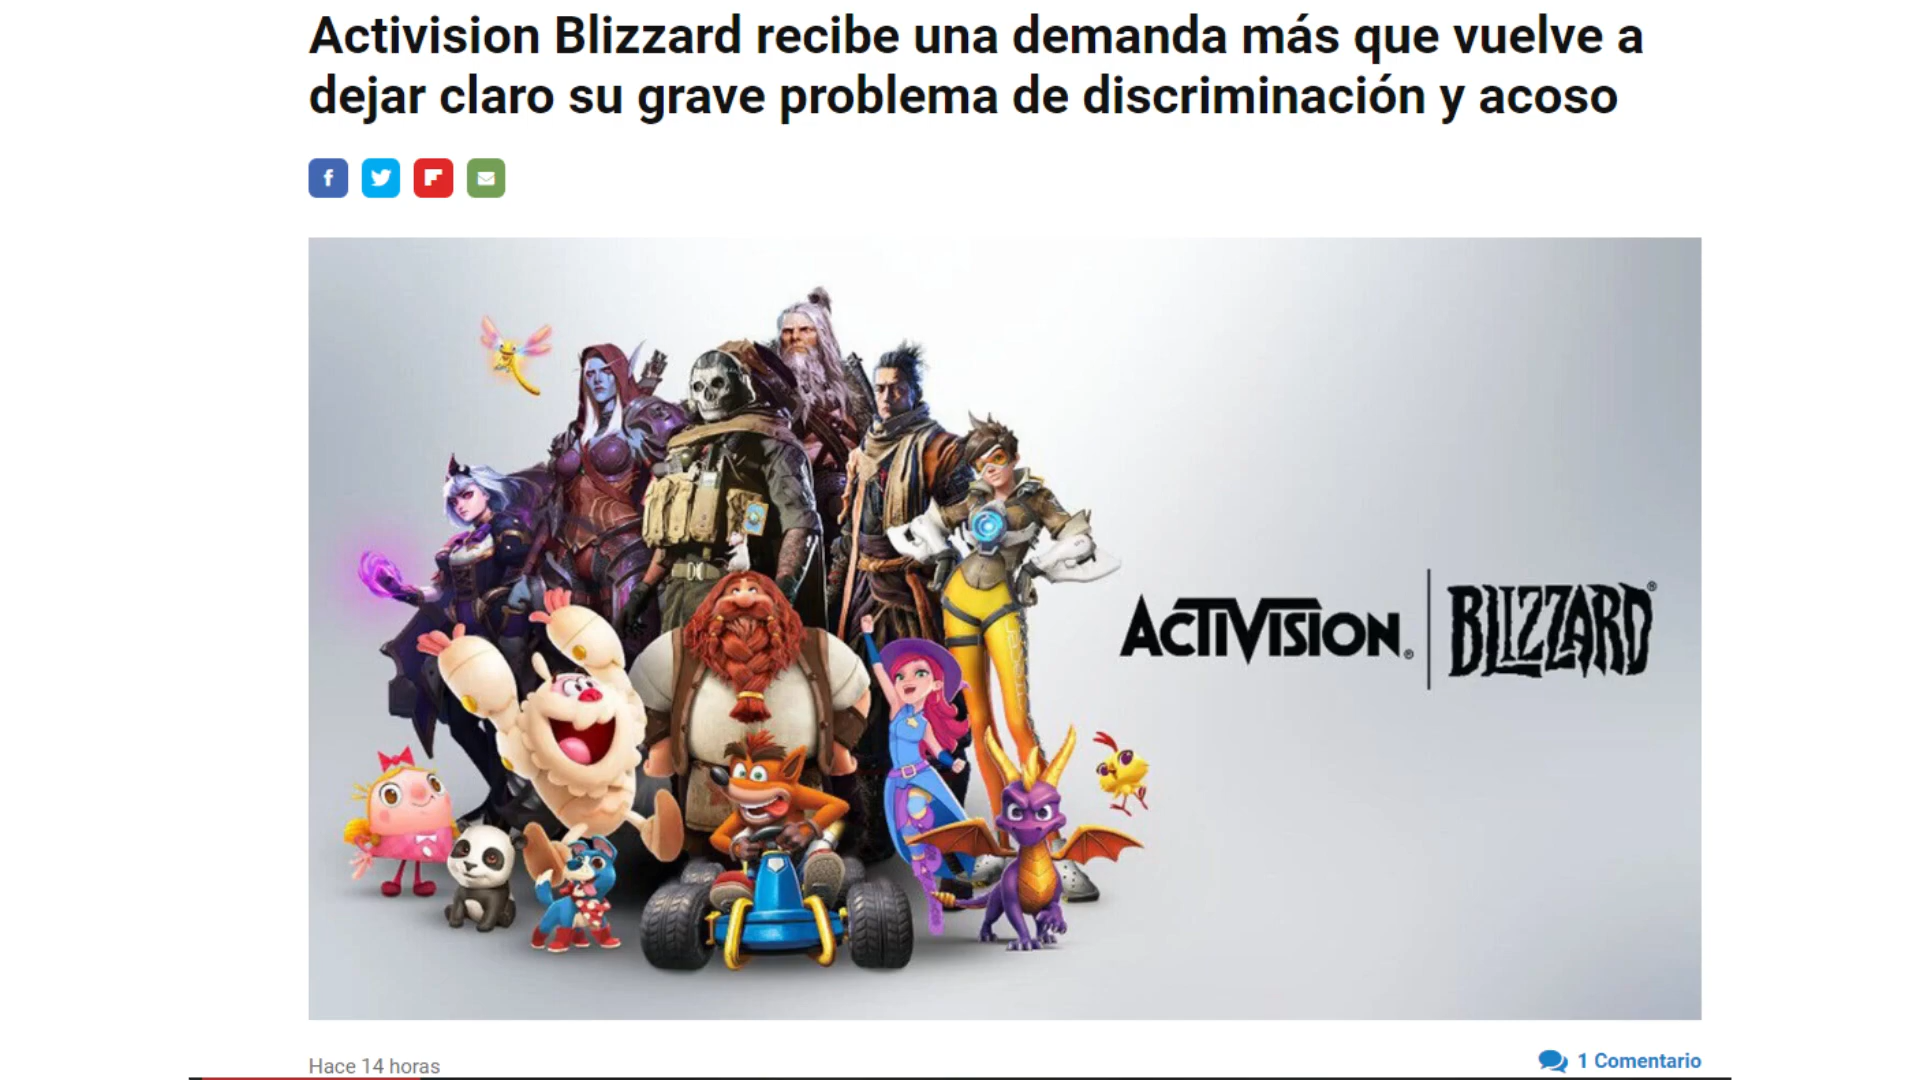 Activision Blizzard recibe una demanda más que vuelve a
dejar claro su grave problema de discriminación y acoso
ACTIVISION® | BLIZZARD®
Hace 14 horas
1 Comentario